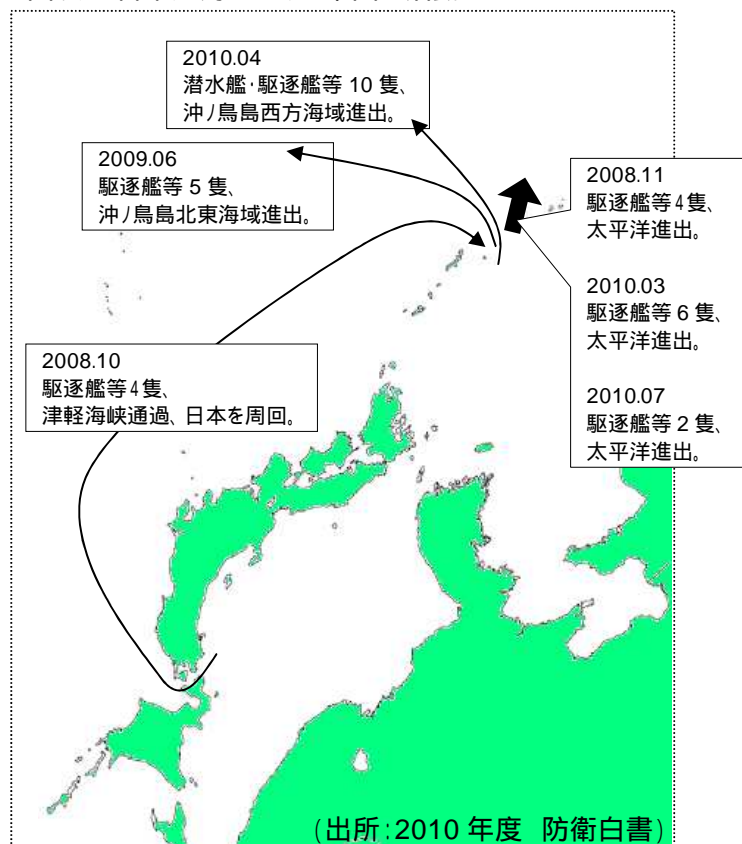 2010.04
潜水艦・駆逐艦等 10 隻、
沖ノ鳥島西方海域進出。
2009.06
駆逐艦等 5 隻、
沖ノ鳥島北東海域進出。
2008.11
駆逐艦等4隻、
太平洋進出。
2010.03
駆逐艦等 6 隻、
太平洋進出。
2010.07
駆逐艦等 2 隻、
太平洋進出。
2008.10
駆逐艦等4隻、
津軽海峡通過、日本を周回。
(出所:2010 年度 防衛白書)